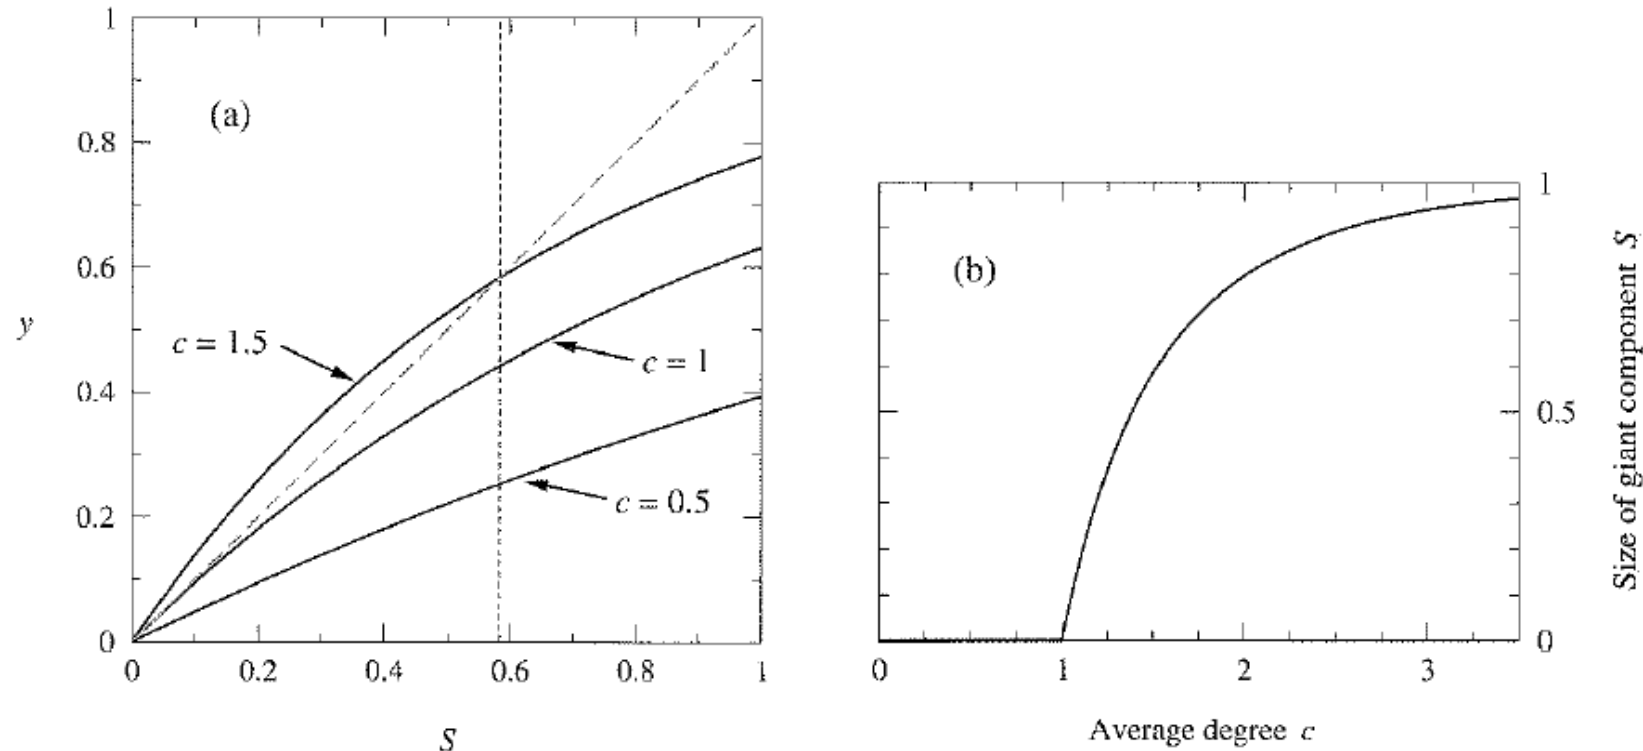 1
(a)
0.8
0.6
y
c = 1.5
c = 1
0.4
c = 0.5
0.2
0
0
0.2
0.4
0.6
0.8
1
S
1
(b)
0.5
0
0
1
2
3
Size of giant component S
Average degree c